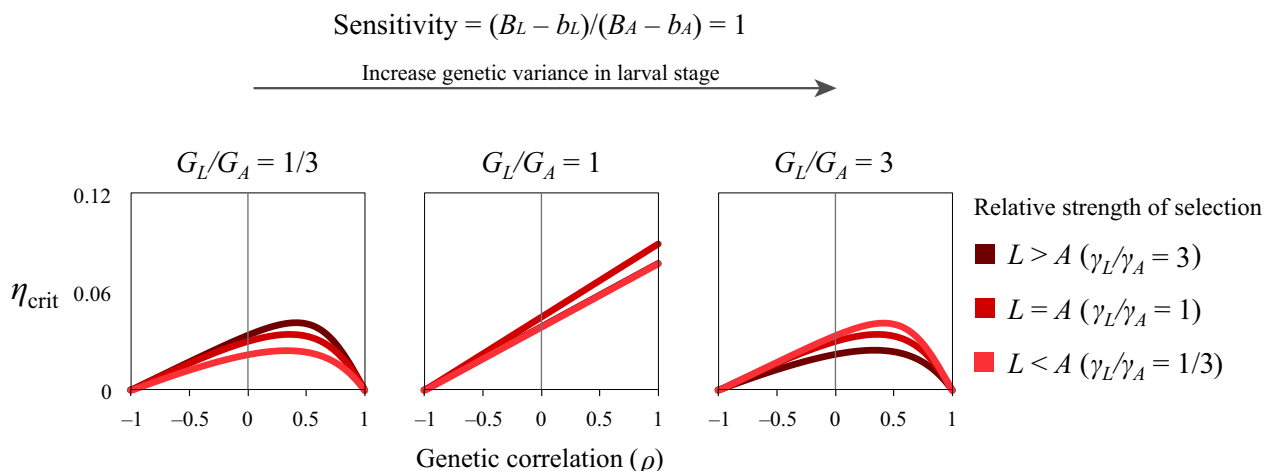 Sensitivity = (BL – bL)/(BA – bA) = 1
Increase genetic variance in larval stage
GL/GA = 1/3
GL/GA = 1
GL/GA = 3
0.12
0.06
0
ηcrit
–1 –0.5 0 0.5 1
–1 –0.5 0 0.5 1
–1 –0.5 0 0.5 1
Genetic correlation (ρ)
Relative strength of selection
L > A (γL/γA = 3)
L = A (γL/γA = 1)
L < A (γL/γA = 1/3)